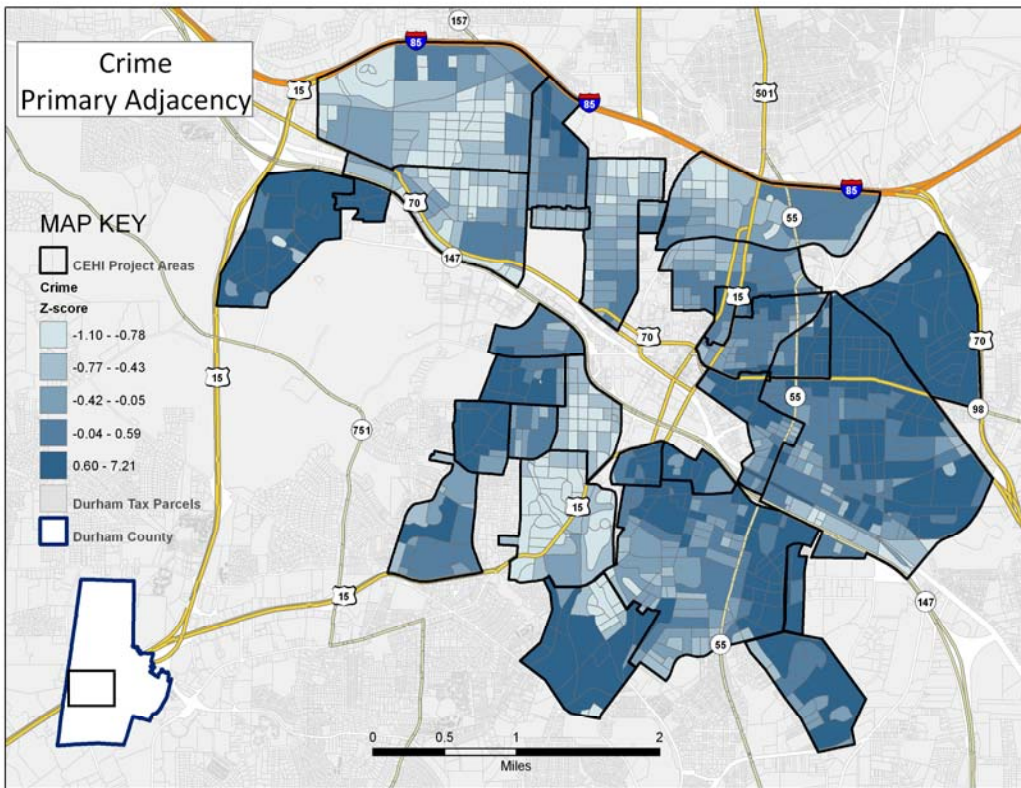 Crime
Primary Adjacency
157
85
15
85
501
85
55
70
147
MAP KEY
CEHI Project Areas
Crime
Z-score
-1.10 - -0.78
-0.77 - -0.43
-0.42 - -0.05
-0.04 - 0.59
0.60 - 7.21
Durham Tax Parcels
Durham County
15
70
70
15
55
98
751
15
15
55
147
0 0.5 1 2
Miles